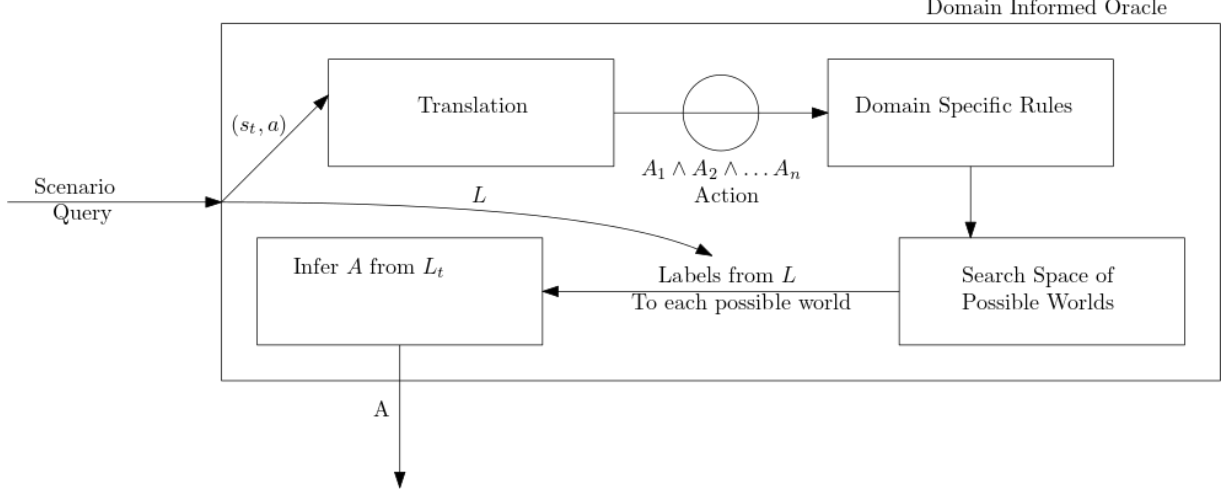 Domain Informed Oracle
Translation
Domain Specific Rules
(s_t, a)
A_1 ∧ A_2 ∧ … A_n
Action
Scenario
Query
L
Infer A from L_t
Labels from L
To each possible world
Search Space of
Possible Worlds
A